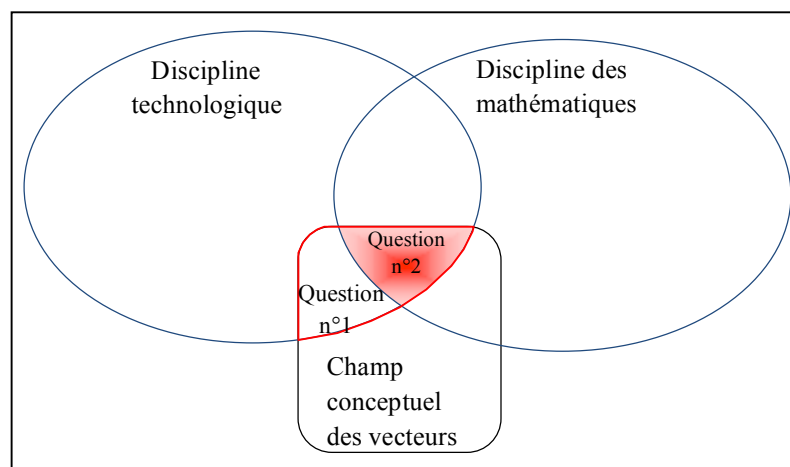 Discipline
technologique
Discipline des
mathématiques
Question
n°2
Question
n°1
Champ
conceptuel
des vecteurs